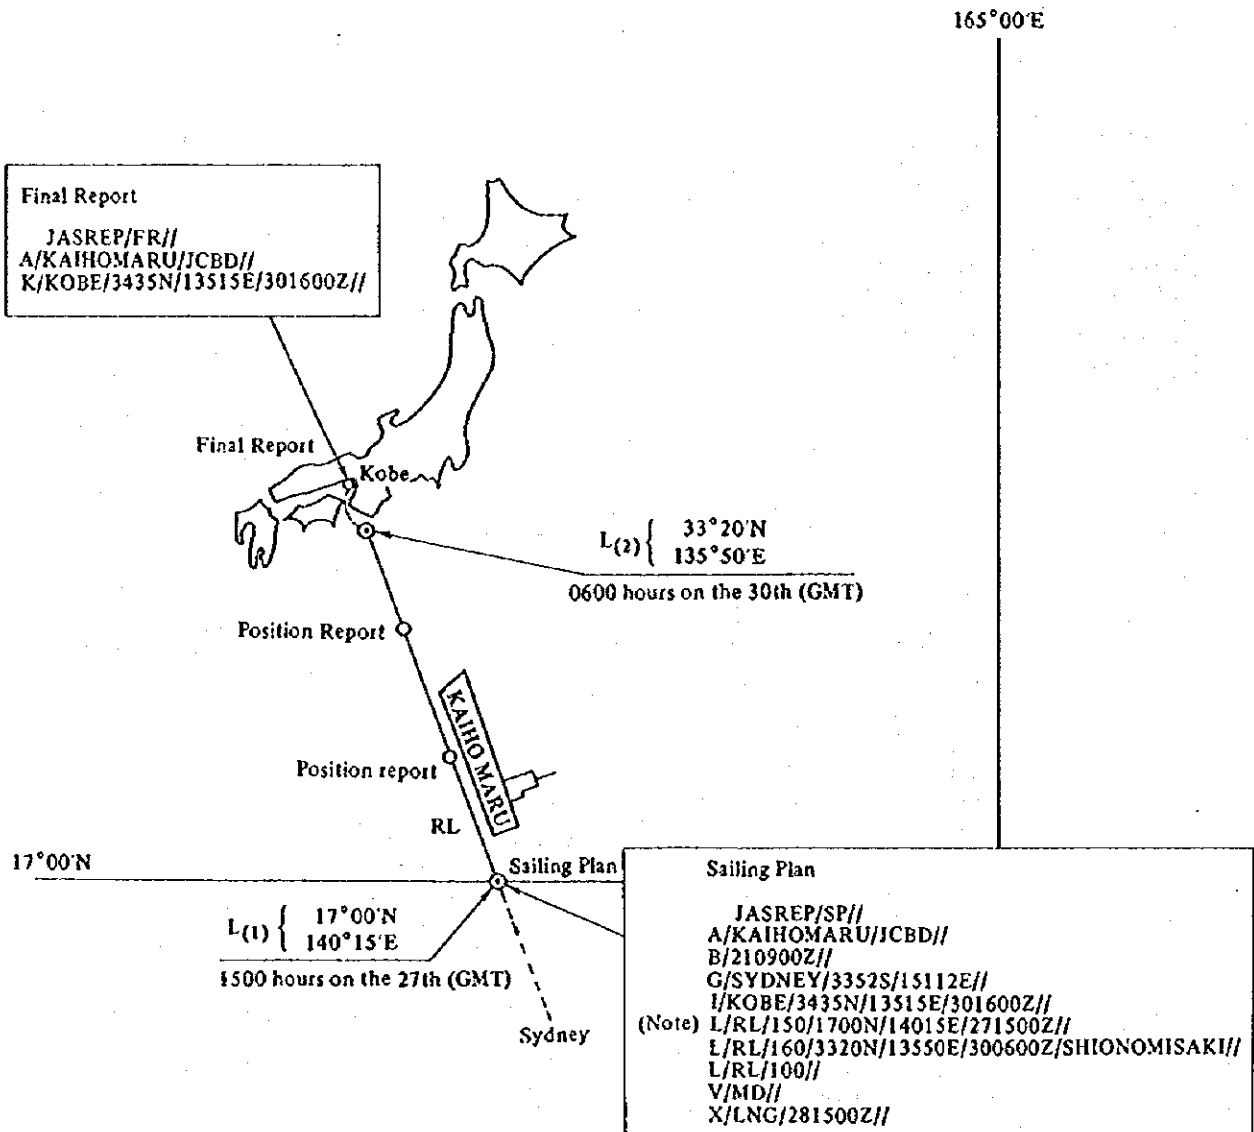 165°00'E
Final Report
JASREP/FR//
A/KAIHOMARU/JCBD//
K/KOBE/3435N/13515E/301600Z//
Final Report
Kobe
L(2) { 33°20'N
135°50'E
0600 hours on the 30th (GMT)
Position Report
KAIHO MARU
Position report
RL
17°00'N
Sailing Plan
L(1) { 17°00'N
140°15'E
1500 hours on the 27th (GMT)
Sydney
Sailing Plan
JASREP/SP//
A/KAIHOMARU/JCBD//
B/210900Z//
G/SYDNEY/3352S/15112E//
I/KOBE/3435N/13515E/301600Z//
(Note) L/RL/150/1700N/14015E/271500Z//
L/RL/160/3320N/13550E/300600Z/SHIONOMISAKI//
L/RL/100//
V/MD//
X/LNG/281500Z//